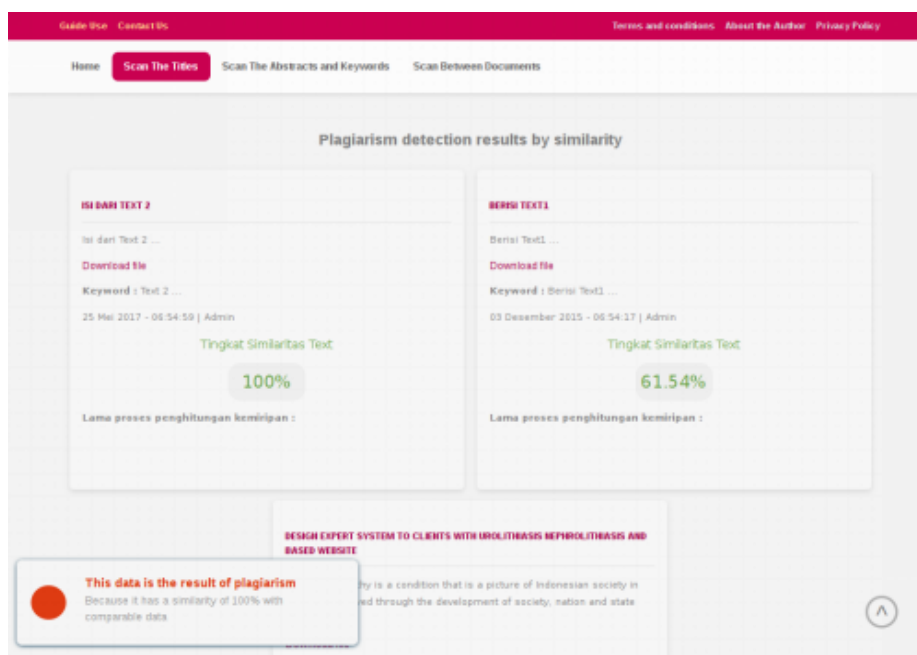 Guide Use Contact Us
Terms and conditions About the Author Privacy Policy
Home Scan The Titles Scan The Abstracts and Keywords Scan Between Documents
Plagiarism detection results by similarity
ISI DARI TEXT 2
Isi dari Text 2 ...
Download file
Keyword : Text 2 ...
25 Mei 2017 - 06:54:59 | Admin
Tingkat Similaritas Text
100%
Lama proses penghitungan kemiripan :
BERISI TEXT1
Berisi Text1 ...
Download file
Keyword : Berisi Text1 ...
03 Desember 2015 - 06:54:17 | Admin
Tingkat Similaritas Text
61.54%
Lama proses penghitungan kemiripan :
DESIGN EXPERT SYSTEM TO CLIENTS WITH UROLITHIASIS NEPHROLITHIASIS AND
BASED WEBSITE
is a condition that is a picture of Indonesian society in
through the development of society, nation and state
This data is the result of plagiarism
Because it has a similarity of 100% with
comparable data